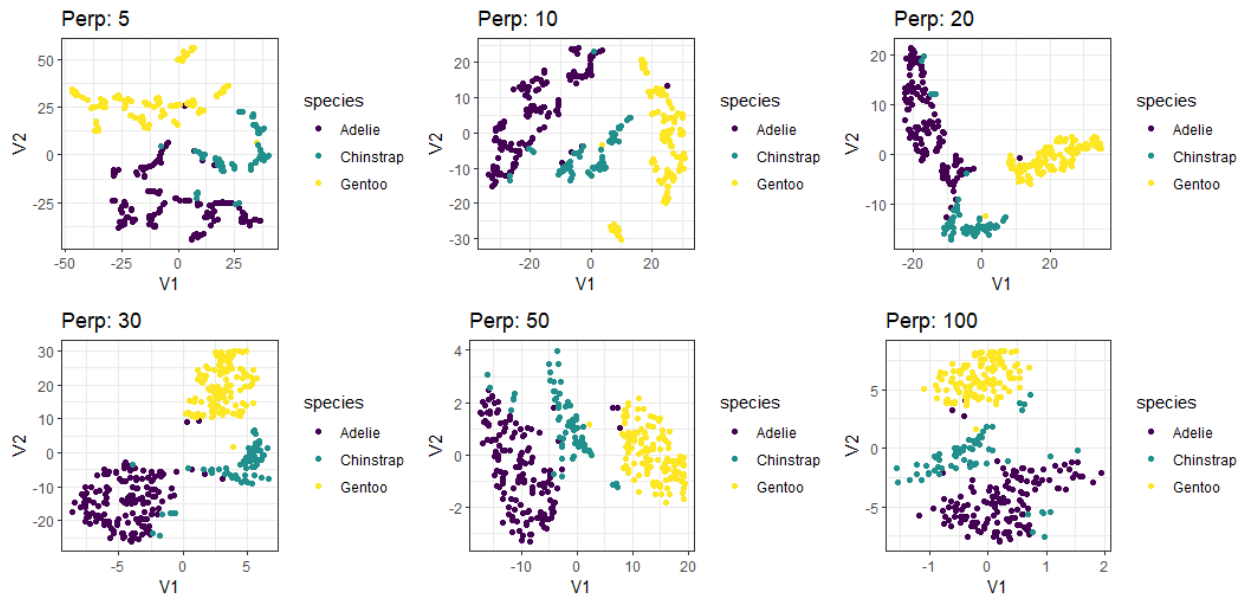 Perp: 5
50
25
0
-25
-50
-25
0
25
V2
V1
species
Adelie
Chinstrap
Gentoo
Perp: 10
20
10
0
-10
-20
-30
-20
0
20
V2
V1
species
Adelie
Chinstrap
Gentoo
Perp: 20
20
10
0
-10
-20
0
20
V2
V1
species
Adelie
Chinstrap
Gentoo
Perp: 30
30
20
10
0
-10
-20
-5
0
5
V2
V1
species
Adelie
Chinstrap
Gentoo
Perp: 50
4
2
0
-2
-10
0
10
20
V2
V1
species
Adelie
Chinstrap
Gentoo
Perp: 100
5
0
-5
-1
0
1
2
V2
V1
species
Adelie
Chinstrap
Gentoo